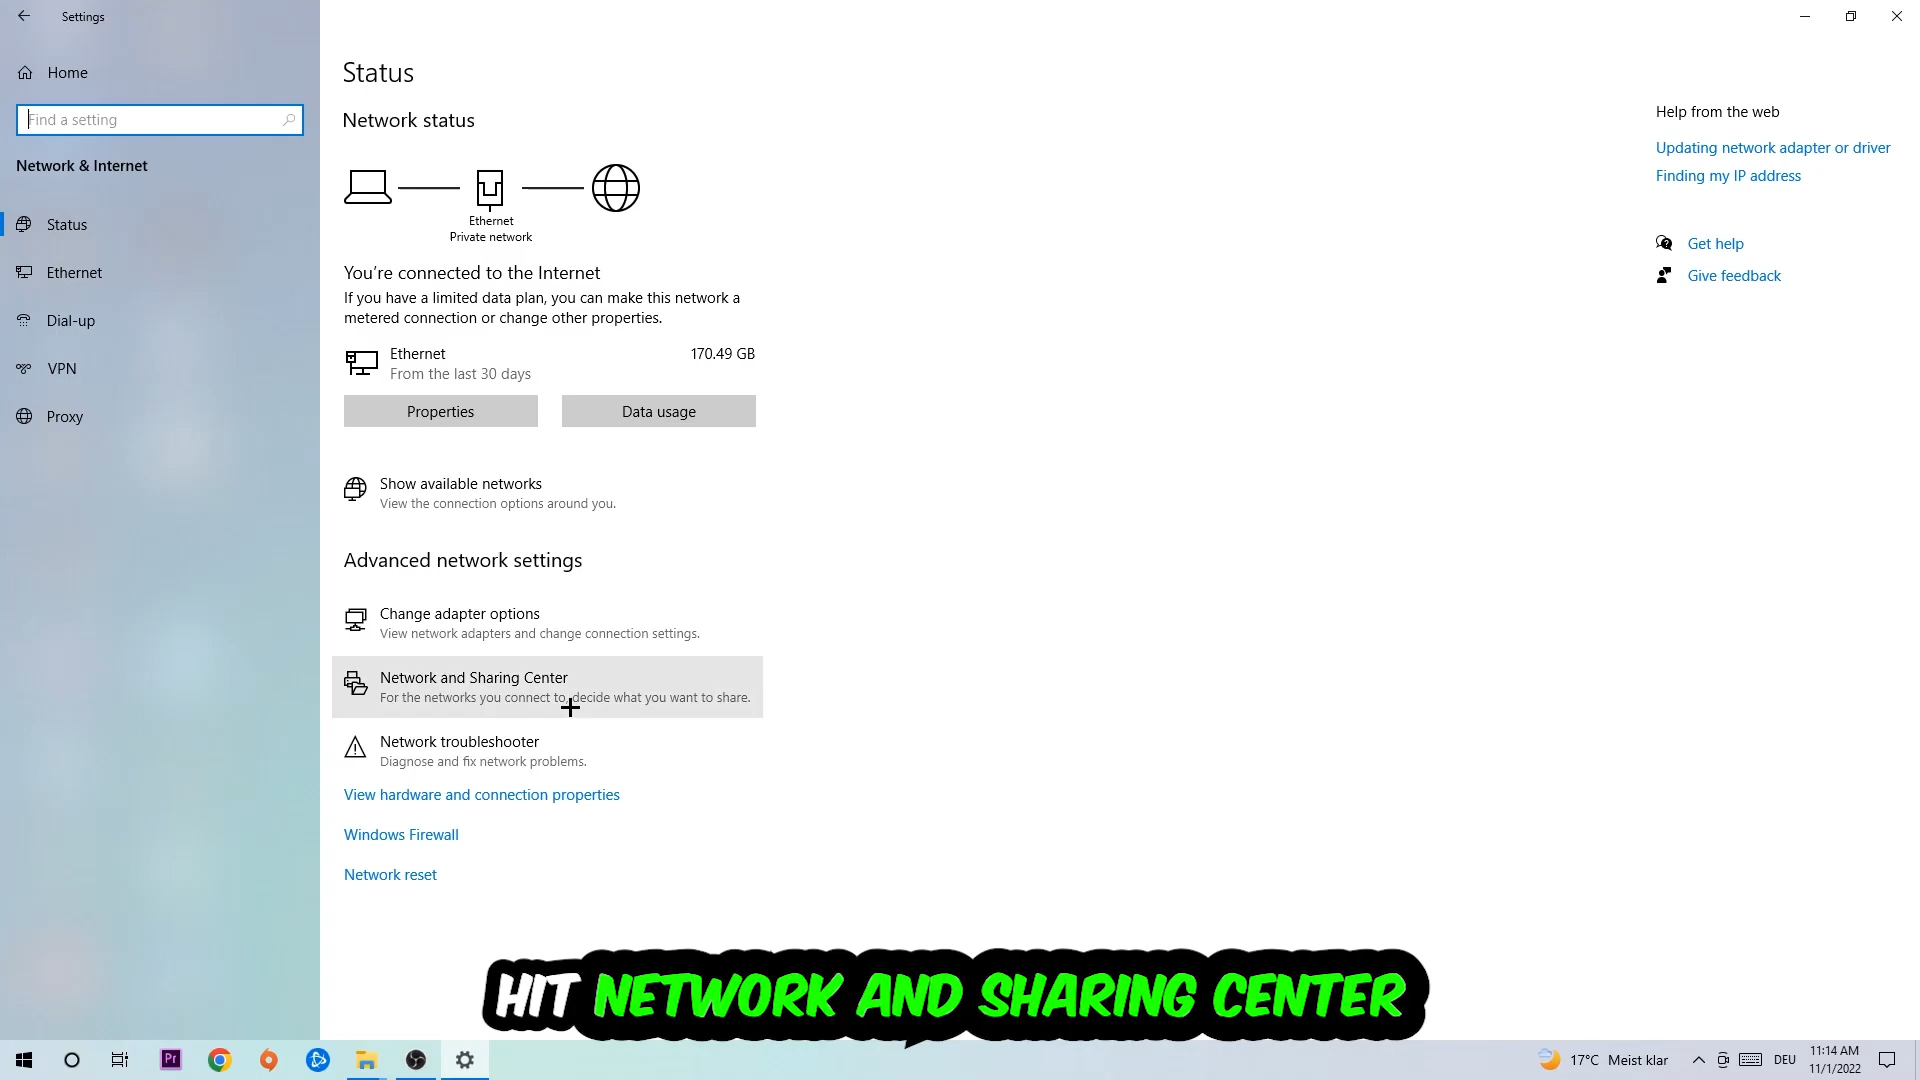 Settings
Home
Find a setting
Network & Internet
Status
Ethernet
Dial-up
VPN
Proxy
Status
Network status
Ethernet
Private network
You're connected to the Internet
If you have a limited data plan, you can make this network a
metered connection or change other properties.
Ethernet
170.49 GB
From the last 30 days
Properties
Data usage
Show available networks
View the connection options around you.
Advanced network settings
Change adapter options
View network adapters and change connection settings.
Network and Sharing Center
For the networks you connect to, decide what you want to share.
Network troubleshooter
Diagnose and fix network problems.
View hardware and connection properties
Windows Firewall
Network reset
Help from the web
Updating network adapter or driver
Finding my IP address
Get help
Give feedback
HIT NETWORK AND SHARING CENTER
Pr
17°C Meist klar
DEU
11:14 AM
11/1/2022